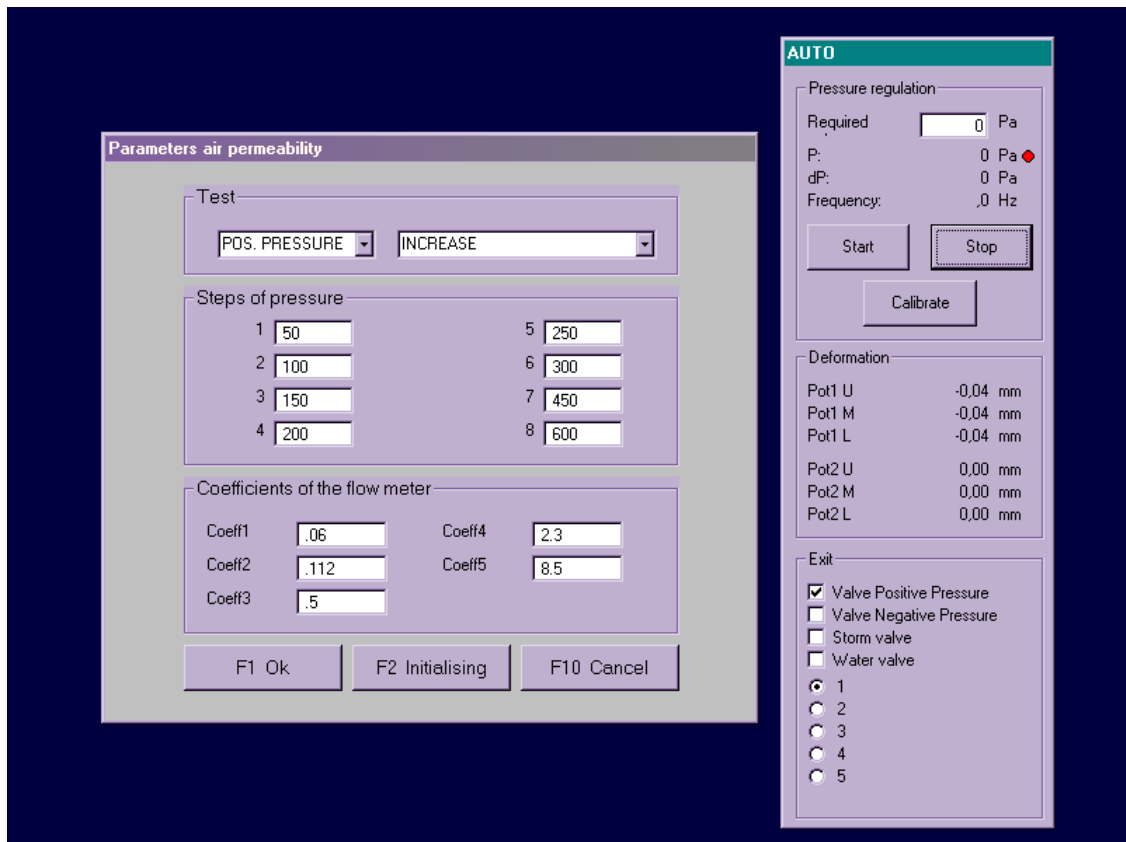 Parameters air permeability
Test
POS. PRESSURE INCREASE
Steps of pressure
1 50 5 250
2 100 6 300
3 150 7 450
4 200 8 600
Coefficients of the flow meter
Coeff1 .06 Coeff4 2.3
Coeff2 .112 Coeff5 8.5
Coeff3 .5
F1 Ok F2 Initialising F10 Cancel
AUTO
Pressure regulation
Required 0 Pa
P: 0 Pa
dP: 0 Pa
Frequency: ,0 Hz
Start Stop
Calibrate
Deformation
Pot1 U -0,04 mm
Pot1 M -0,04 mm
Pot1 L -0,04 mm
Pot2 U 0,00 mm
Pot2 M 0,00 mm
Pot2 L 0,00 mm
Exit
Valve Positive Pressure
Valve Negative Pressure
Storm valve
Water valve
1
2
3
4
5